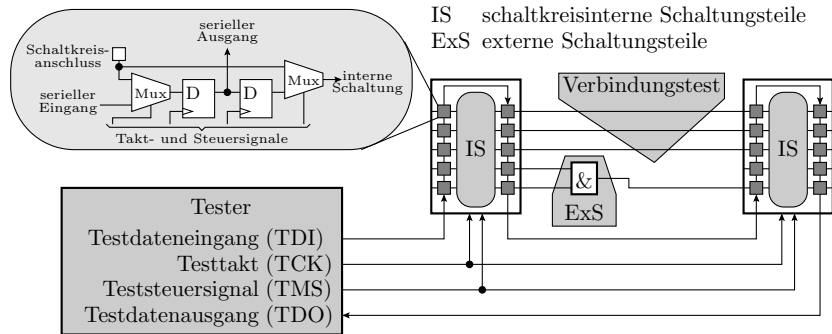 serieller
Ausgang
Schaltkreis-
anschluss
serieller
Eingang
Mux
D
D
Mux
interne
Schaltung
Takt- und Steuersignale
IS schaltkreisinterne Schaltungsteile
ExS externe Schaltungsteile
Verbindungstest
IS
IS
&
ExS
Tester
Testdateneingang (TDI)
Testtakt (TCK)
Teststeuersignal (TMS)
Testdatenausgang (TDO)